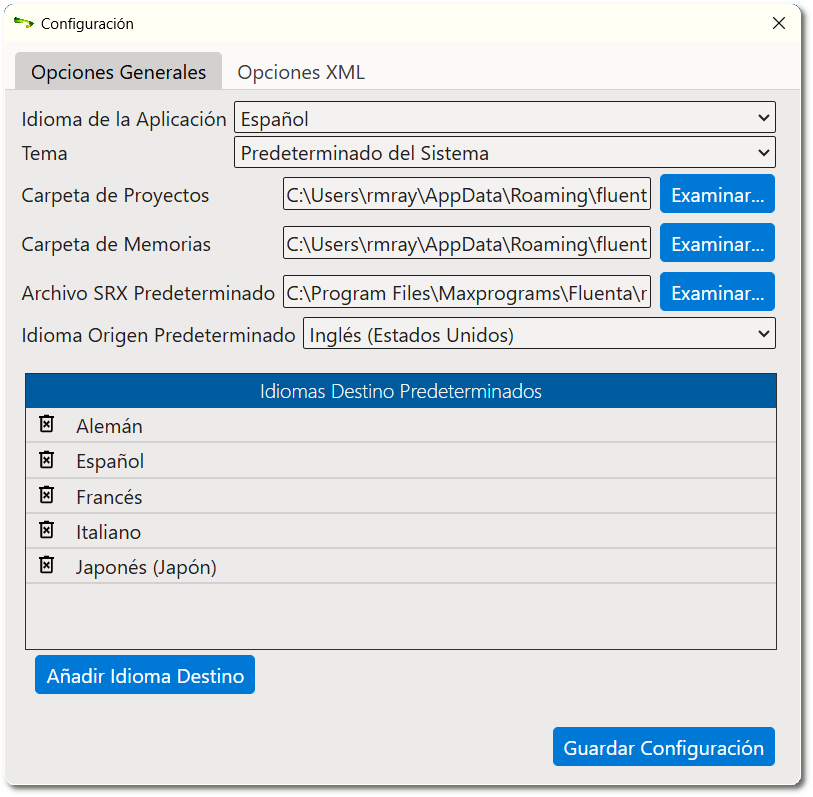 Configuración
Opciones Generales Opciones XML
Idioma de la Aplicación Español
Tema Predeterminado del Sistema
Carpeta de Proyectos C:\Users\rmray\AppData\Roaming\fluent Examinar...
Carpeta de Memorias C:\Users\rmray\AppData\Roaming\fluent Examinar...
Archivo SRX Predeterminado C:\Program Files\Maxprograms\Fluenta\r Examinar...
Idioma Origen Predeterminado Inglés (Estados Unidos)
Idiomas Destino Predeterminados
Alemán
Español
Francés
Italiano
Japonés (Japón)
Añadir Idioma Destino
Guardar Configuración